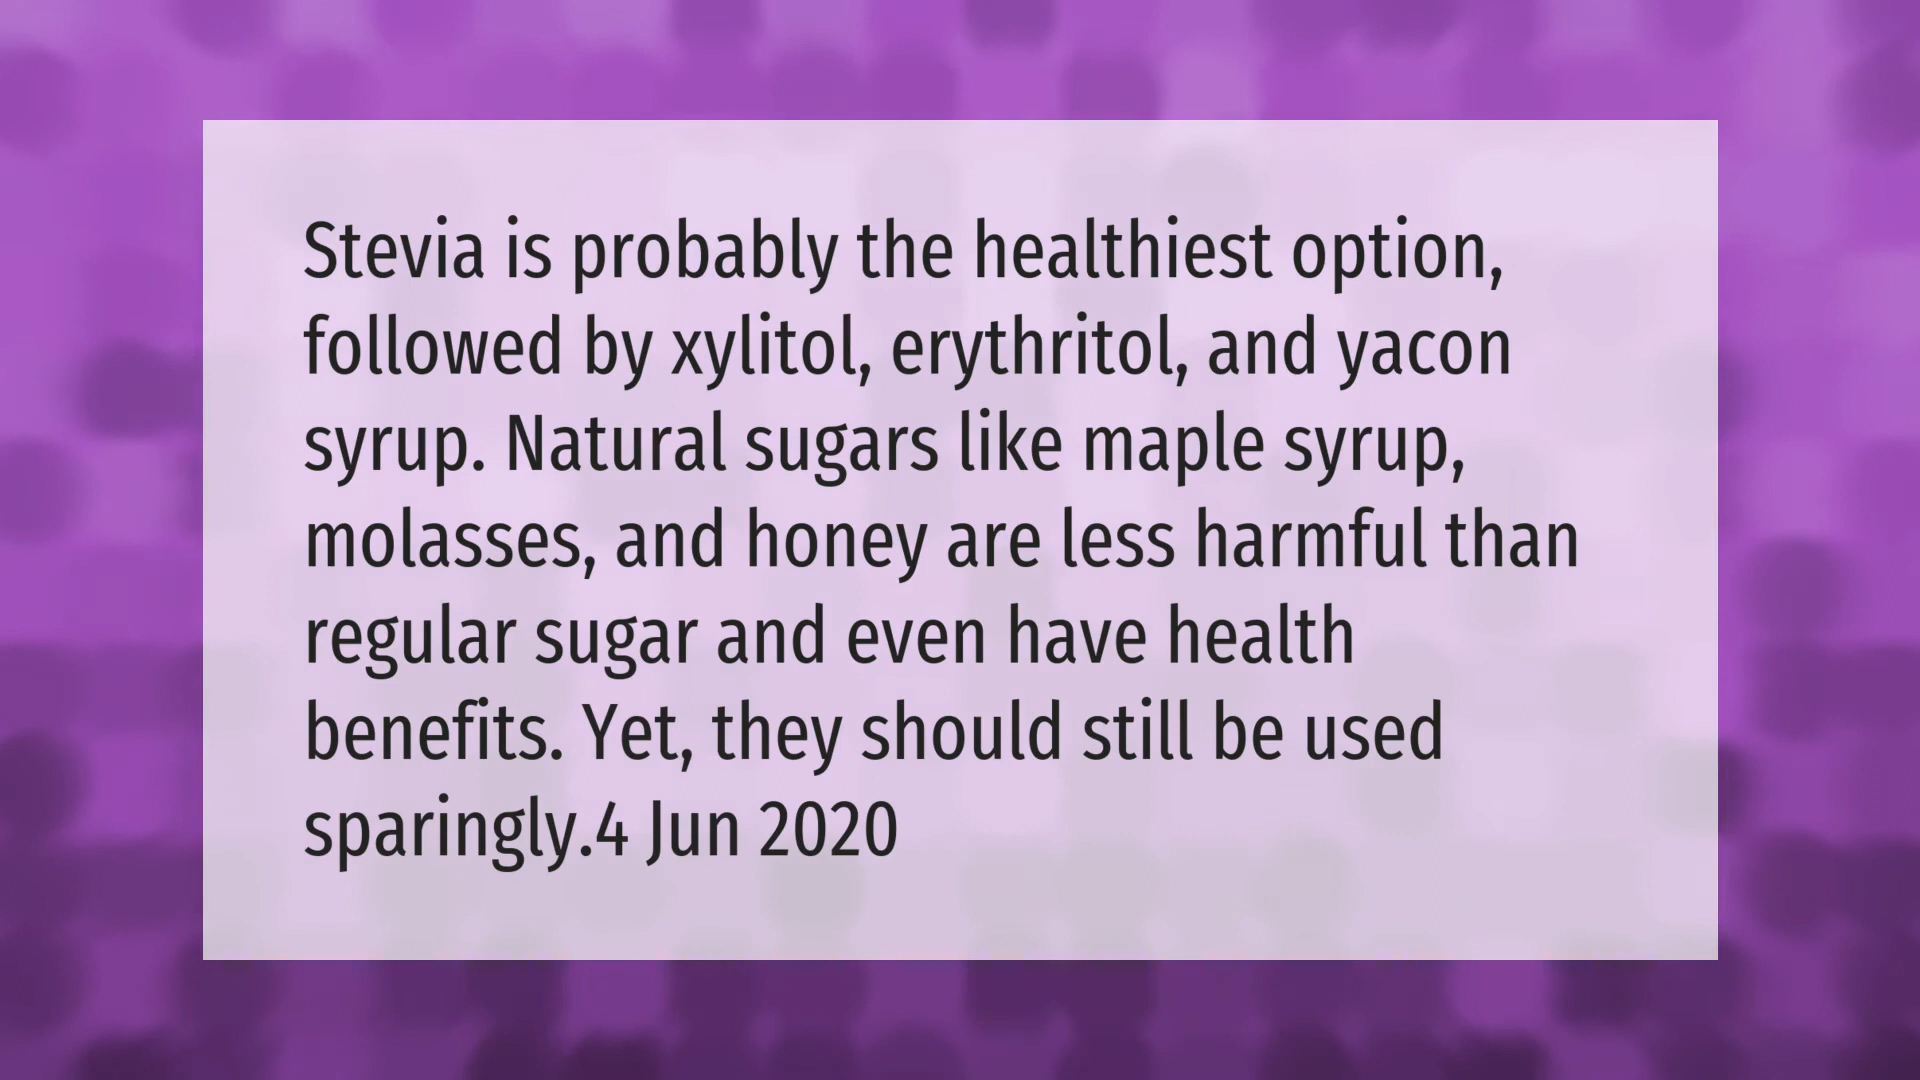 Stevia is probably the healthiest option,
followed by xylitol, erythritol, and yacon
syrup. Natural sugars like maple syrup,
molasses, and honey are less harmful than
regular sugar and even have health
benefits. Yet, they should still be used
sparingly.4 Jun 2020